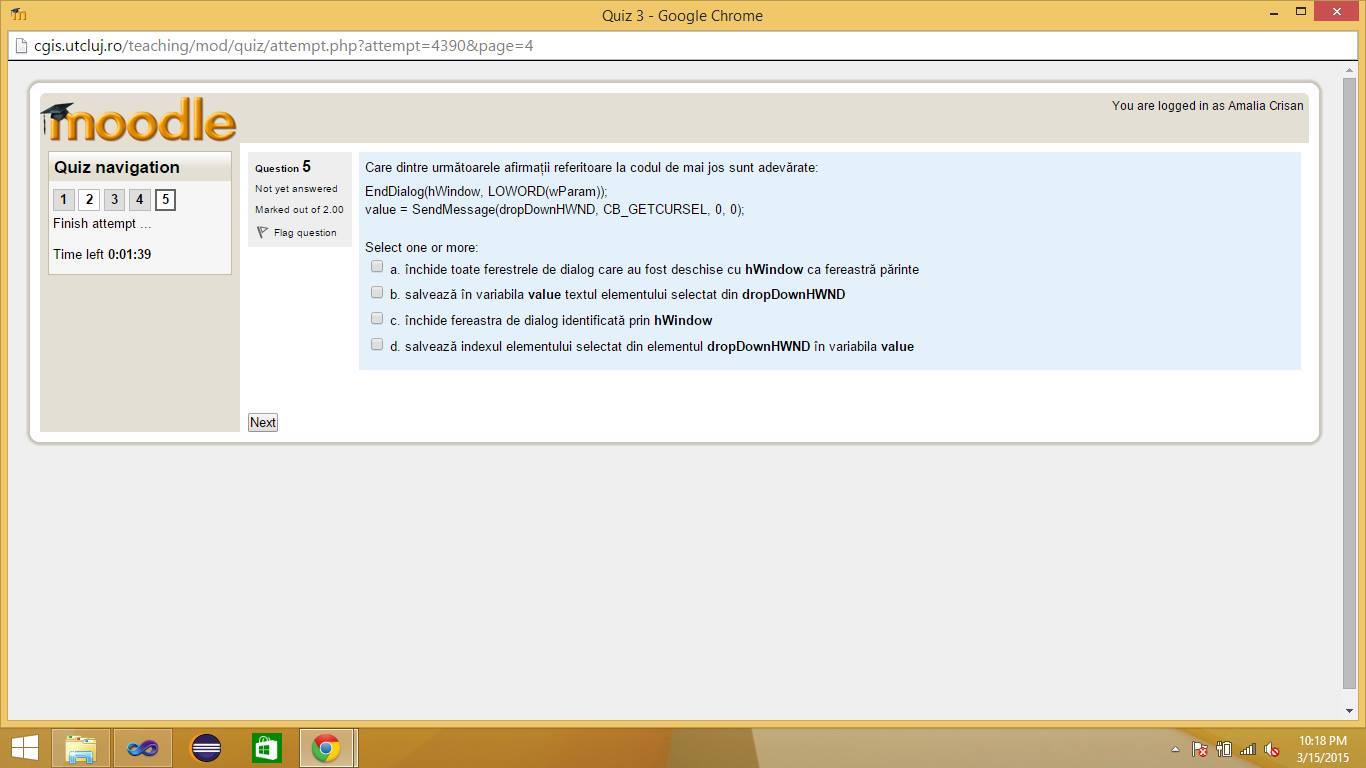 Quiz 3 - Google Chrome
cgis.utcluj.ro/teaching/mod/quiz/attempt.php?attempt=4390&page=4
moodle
You are logged in as Amalia Crisan
Quiz navigation
1 2 3 4 5
Finish attempt ...
Time left 0:01:39
Question 5
Not yet answered
Marked out of 2.00
Flag question
Care dintre următoarele afirmații referitoare la codul de mai jos sunt adevărate:
EndDialog(hWindow, LOWORD(wParam));
value = SendMessage(dropDownHWND, CB_GETCURSEL, 0, 0);
Select one or more:
a. închide toate ferestrele de dialog care au fost deschise cu hWindow ca fereastră părinte
b. salvează în variabila value textul elementului selectat din dropDownHWND
c. închide fereastra de dialog identificată prin hWindow
d. salvează indexul elementului selectat din elementul dropDownHWND în variabila value
Next
10:18 PM
3/15/2015